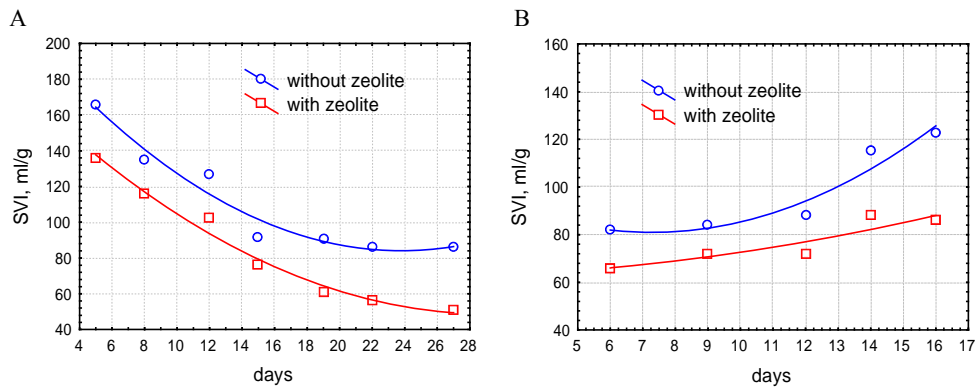 A
200
180
160
140
120
100
80
60
40
SVI, ml/g
without zeolite
with zeolite
4 6 8 10 12 14 16 18 20 22 24 26 28
days
B
160
140
120
100
80
60
40
SVI, ml/g
without zeolite
with zeolite
5 6 7 8 9 10 11 12 13 14 15 16 17
days